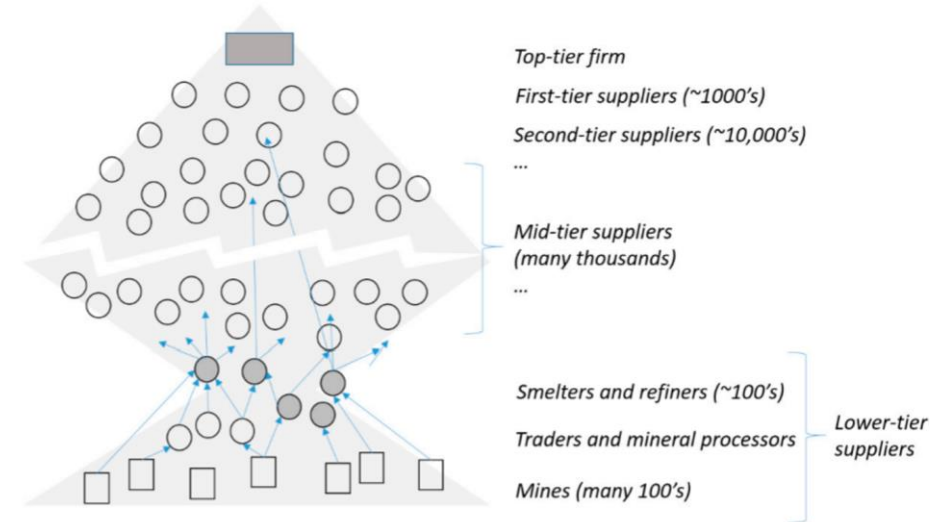 Top-tier firm
First-tier suppliers (~1000's)
Second-tier suppliers (~10,000's)
...
Mid-tier suppliers
(many thousands)
...
Smelters and refiners (~100's)
Traders and mineral processors
Mines (many 100's)
Lower-tier
suppliers